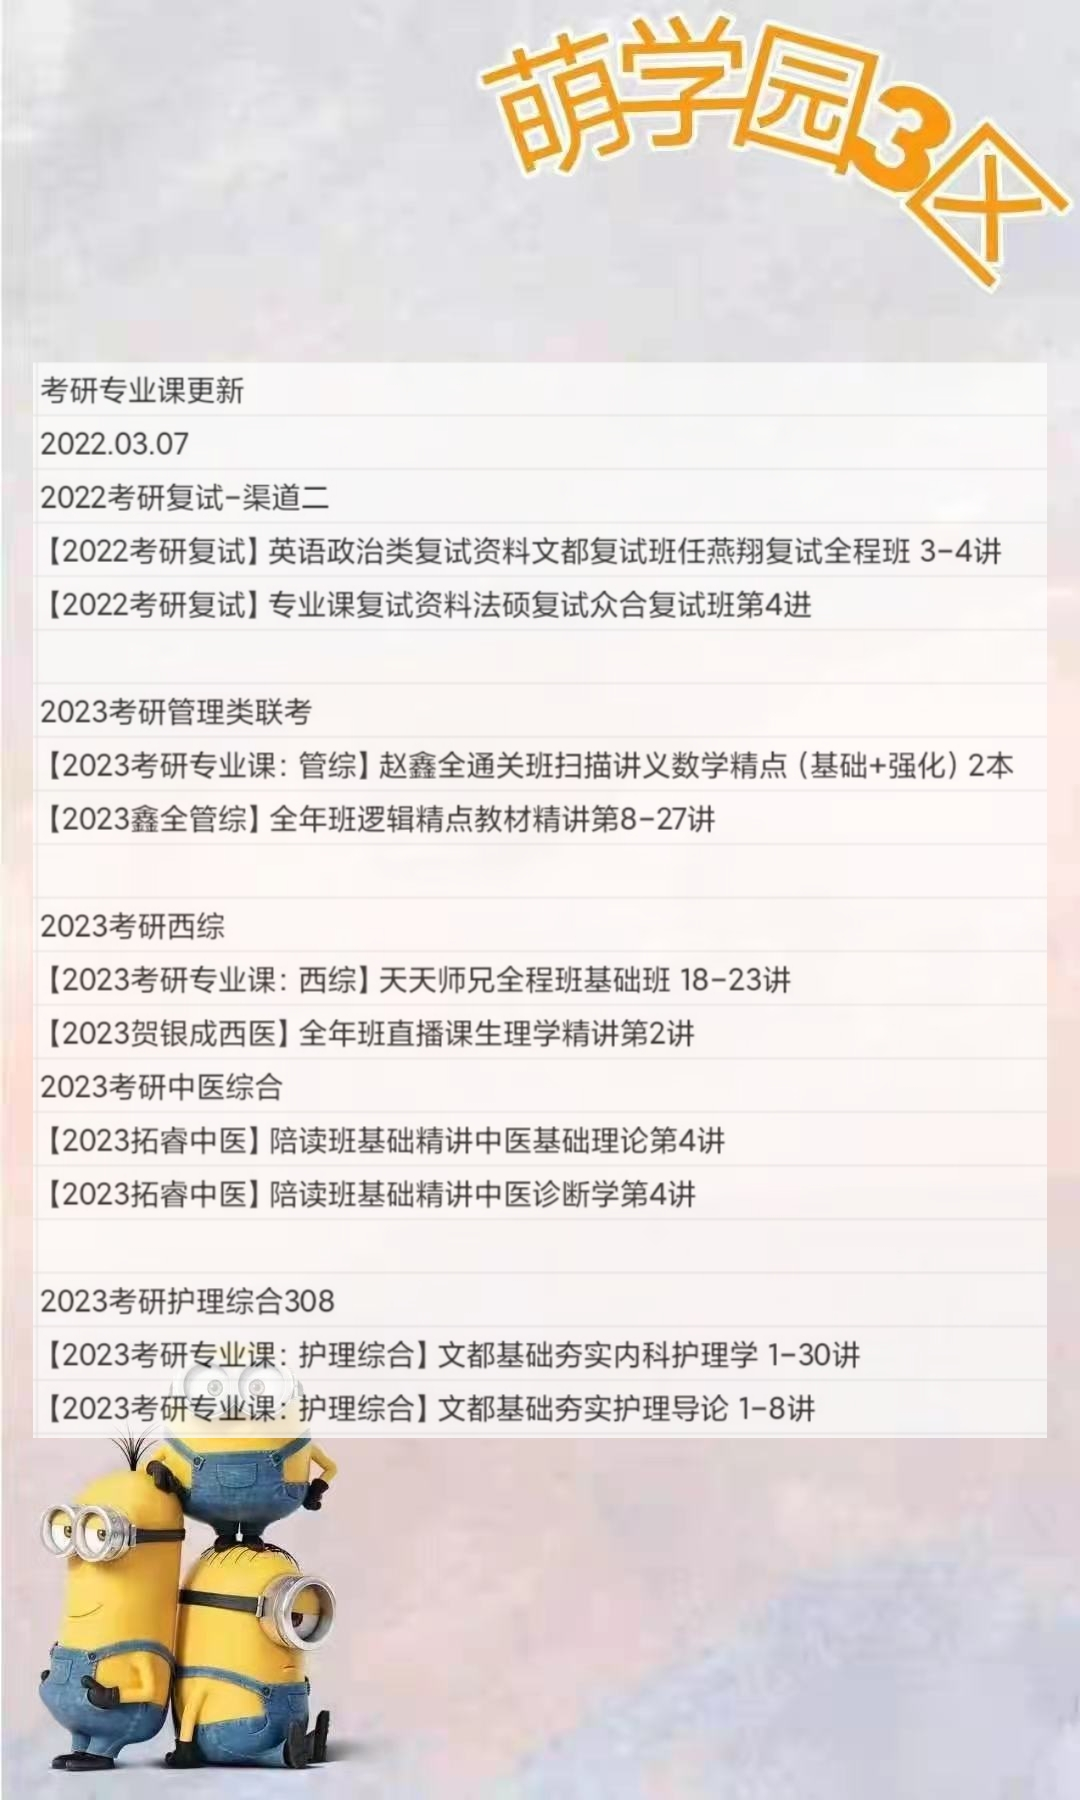 萌学园3区
考研专业课更新
2022.03.07
2022考研复试-渠道二
【2022考研复试】英语政治类复试资料文都复试班任燕翔复试全程班 3-4讲
【2022考研复试】专业课复试资料法硕复试众合复试班第4进
2023考研管理类联考
【2023考研专业课：管综】赵鑫全通关班扫描讲义数学精点（基础+强化）2本
【2023鑫全管综】全年班逻辑精点教材精讲第8-27讲
2023考研西综
【2023考研专业课：西综】天天师兄全程班基础班 18-23讲
【2023贺银成西医】全年班直播课生理学精讲第2讲
2023考研中医综合
【2023拓睿中医】陪读班基础精讲中医基础理论第4讲
【2023拓睿中医】陪读班基础精讲中医诊断学第4讲
2023考研护理综合308
【2023考研专业课：护理综合】文都基础夯实内科护理学 1-30讲
【2023考研专业课：护理综合】文都基础夯实护理导论 1-8讲